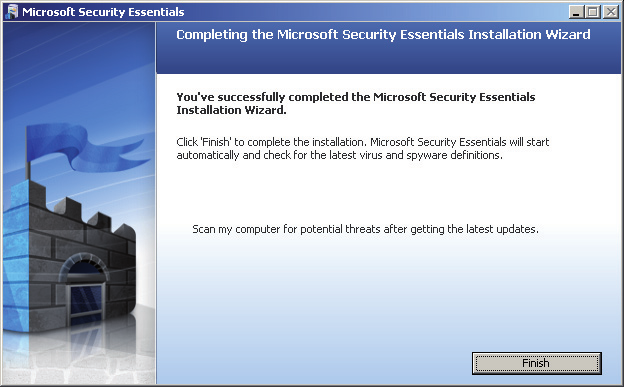 Microsoft Security Essentials
Completing the Microsoft Security Essentials Installation Wizard
You've successfully completed the Microsoft Security Essentials
Installation Wizard.
Click 'Finish' to complete the installation. Microsoft Security Essentials will start
automatically and check for the latest virus and spyware definitions.
Scan my computer for potential threats after getting the latest updates.
Finish